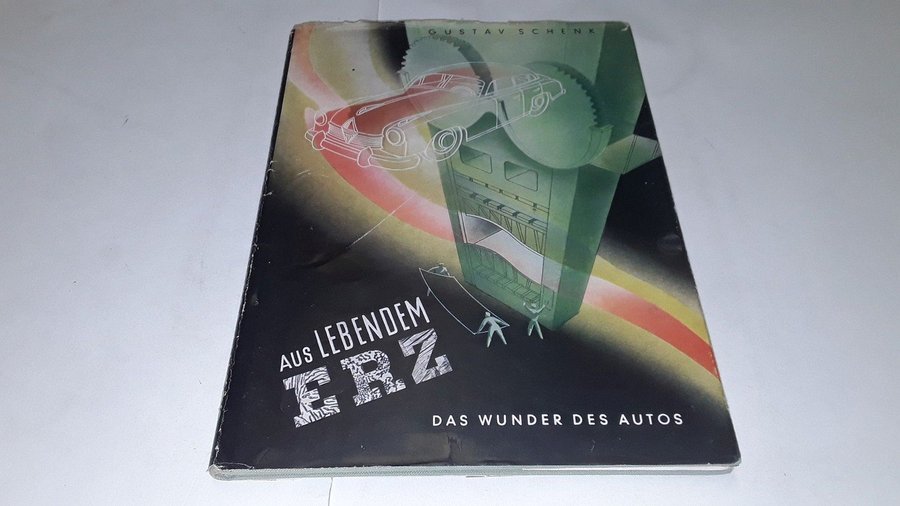 GUSTAV SCHENK
AUS LEBENDEM
ERZ
DAS WUNDER DES AUTOS